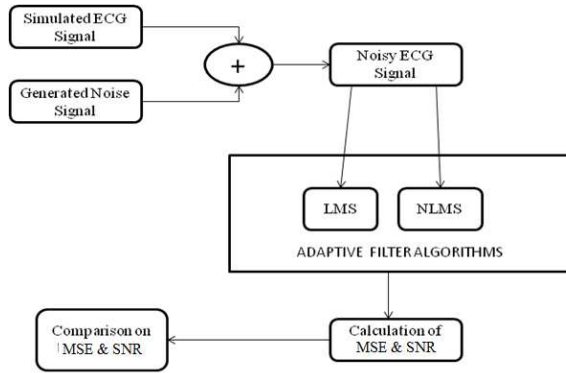 Simulated ECG
Signal
+
Noisy ECG
Signal
Generated Noise
Signal
LMS
NLMS
ADAPTIVE FILTER ALGORITHMS
Comparison on
MSE & SNR
Calculation of
MSE & SNR